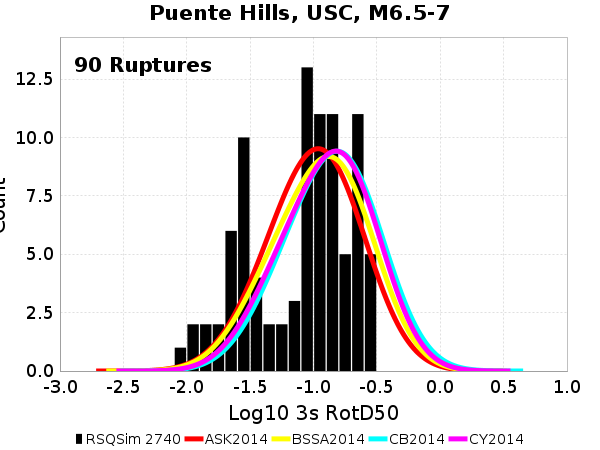 Puente Hills, USC, M6.5-7
90 Ruptures
12.5
10.0
7.5
5.0
2.5
0.0
Count
-3.0 -2.5 -2.0 -1.5 -1.0 -0.5 0.0 0.5 1.0
Log10 3s RotD50
RSQSim 2740 ASK2014 BSSA2014 CB2014 CY2014